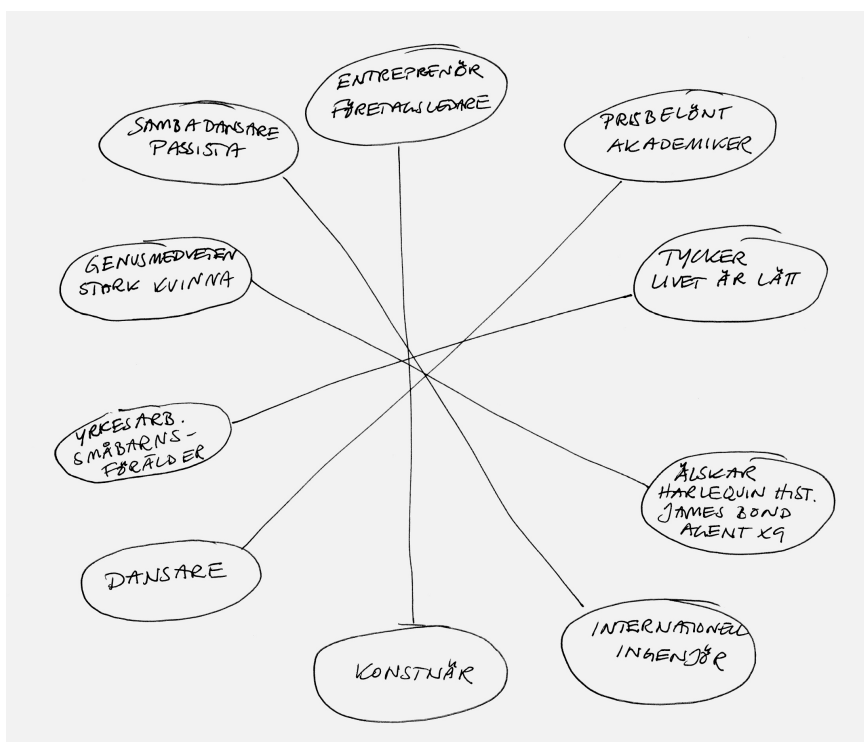 ENTREPRENÖR
FÖRETAGSLEDARE
SAMBADANSARE
PASSISTA
PRISBELÖNT
AKADEMIKER
GENUSMEDVETEN
STARK KVINNA
TYCKER
LIVET ÄR LÄTT
YRKESARB.
SMÅBARNS-
FÖRÄLDER
ÄLSKAR
HARLEQUIN HIST.
JAMES BOND
AGENT X9
DANSARE
KONSTNÄR
INTERNATIONELL
INGENJÖR